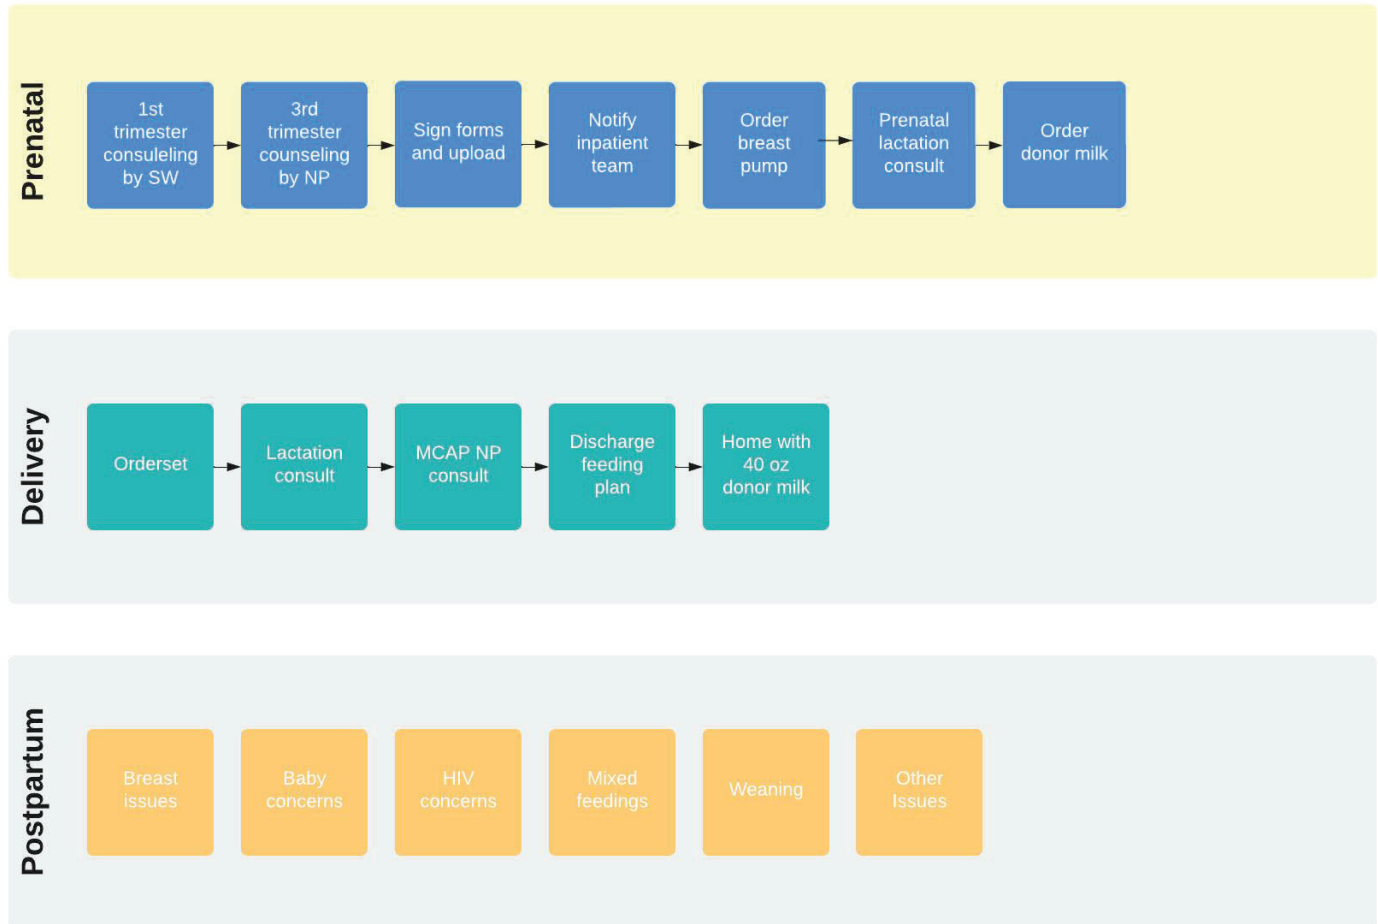 Prenatal
1st
trimester
consuleling
by SW
3rd
trimester
counseling
by NP
Sign forms
and upload
Notify
inpatient
team
Order
breast
pump
Prenatal
lactation
consult
Order
donor milk
Delivery
Orderset
Lactation
consult
MCAP NP
consult
Discharge
feeding
plan
Home with
40 oz
donor milk
Postpartum
Breast
issues
Baby
concerns
HIV
concerns
Mixed
feedings
Weaning
Other
Issues